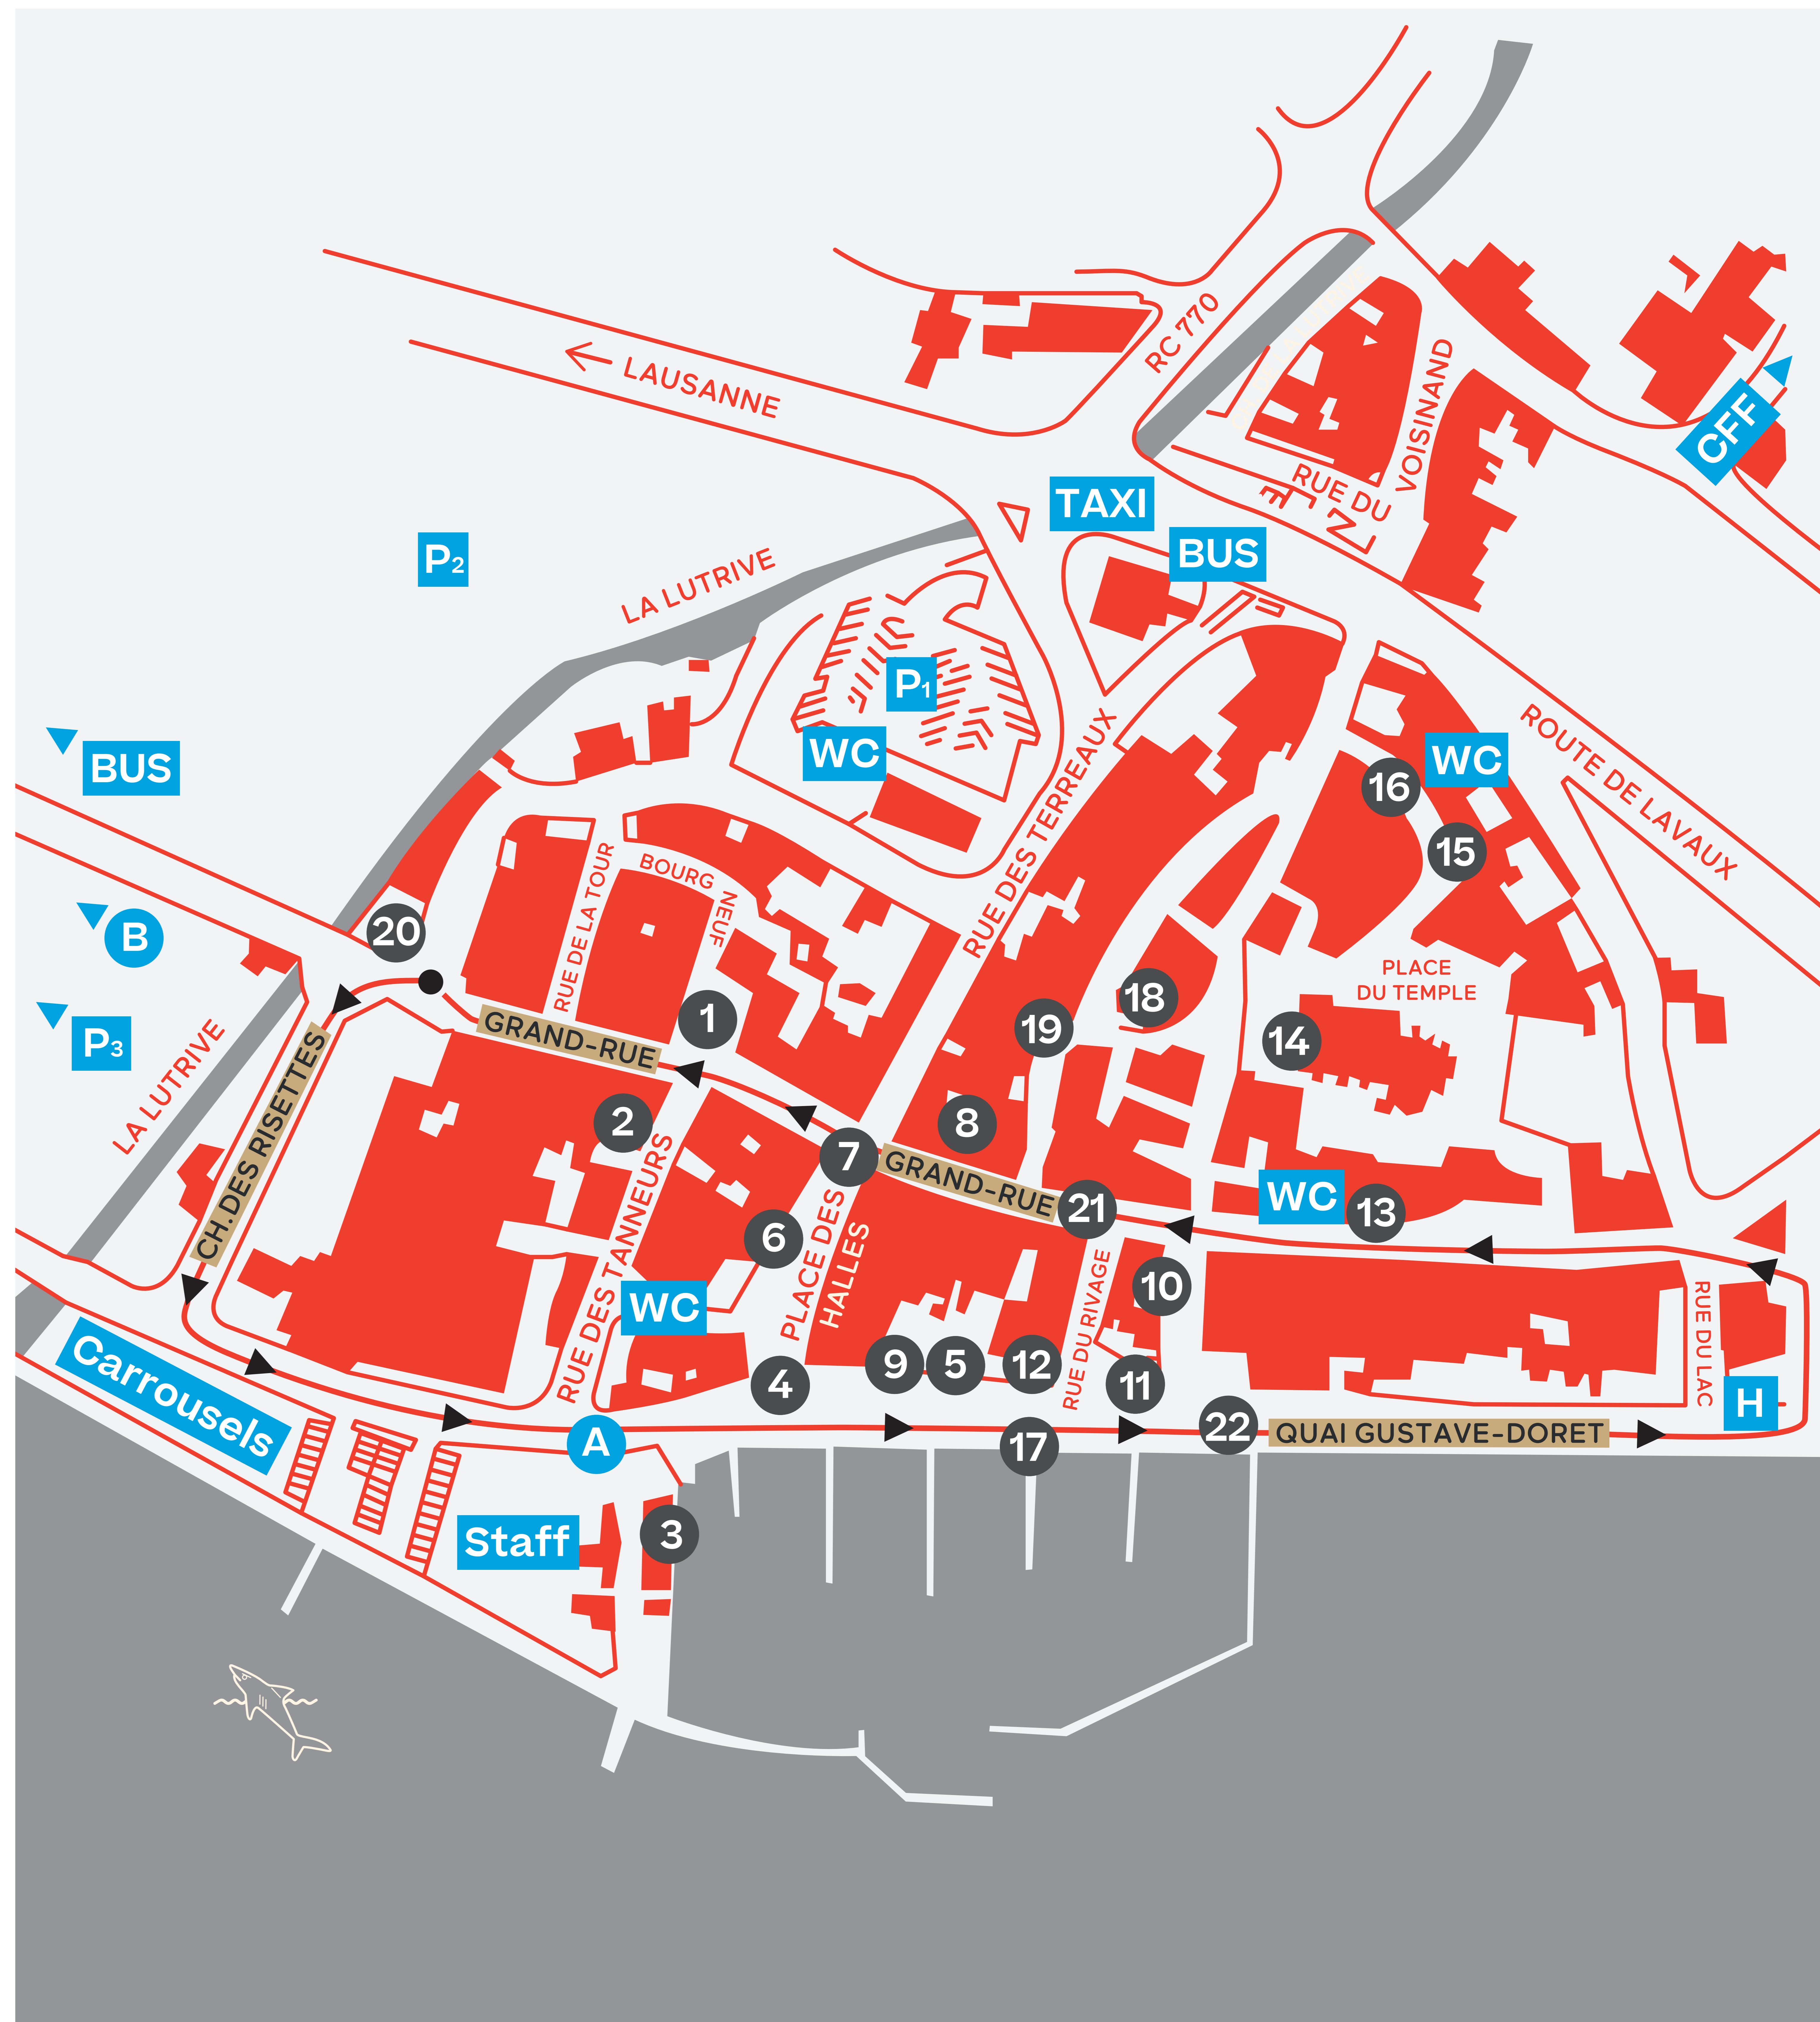 RC 770
LAUSANNE
VOISINAND
CFF
RUE DU
TAXI
BUS
P2
LA LUTRIVE
P1
WC
BUS
RUE DES TERREAUX
ROUTE DE LAVAUX
WC
16
15
B
20
RUE DE LA TOUR
BOURG
NEUF
PLACE
DU TEMPLE
P3
LA LUTRIVE
CH.DES RISETTES
GRAND-RUE
1
19
18
14
2
8
7
GRAND-RUE
21
WC
13
RUE DES TANNEURS
6
PLACE DES
HALLES
WC
RUE DU RIVAGE
10
RUE DU LAC
Carrousels
4
9
5
12
11
H
A
17
22
QUAI GUSTAVE-DORET
Staff
3